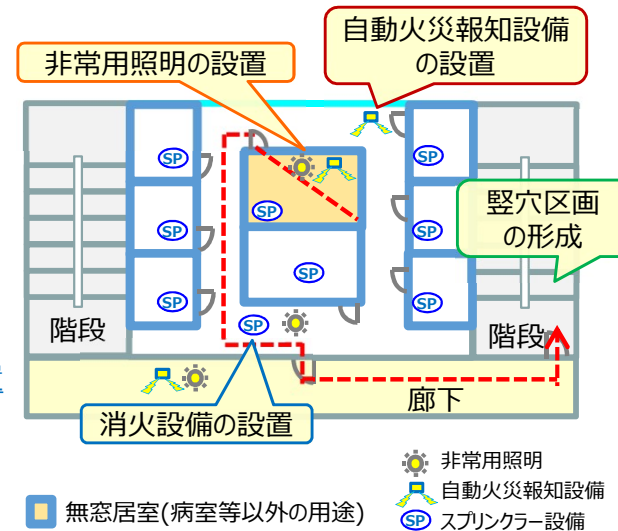 自動火災報知設備
の設置
非常用照明の設置
SP
SP
SP
SP
SP
竪穴区画
の形成
SP
SP
SP
SP
SP
階段
階段
廊下
消火設備の設置
非常用照明
自動火災報知設備
SP スプリンクラー設備
無窓居室(病室等以外の用途)